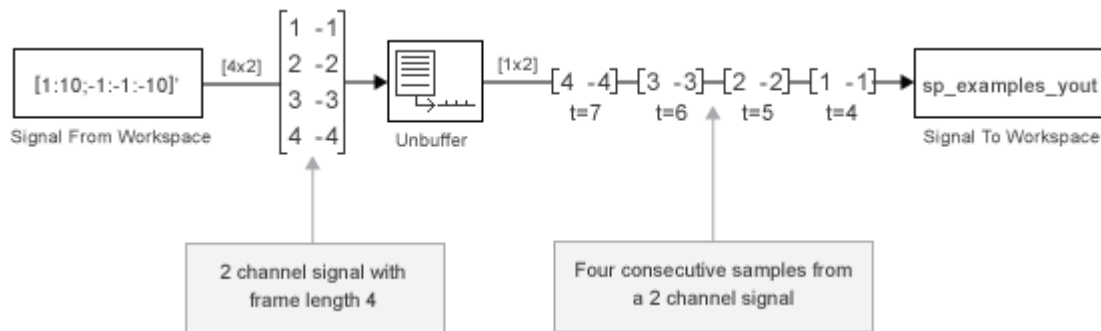 [1:10;-1:-1:-10]'
Signal From Workspace
[4x2]
1 -1
2 -2
3 -3
4 -4
Unbuffer
[1x2]
[4 -4] [3 -3] [2 -2] [1 -1]
t=7 t=6 t=5 t=4
sp_examples_yout
Signal To Workspace
2 channel signal with
frame length 4
Four consecutive samples from
a 2 channel signal